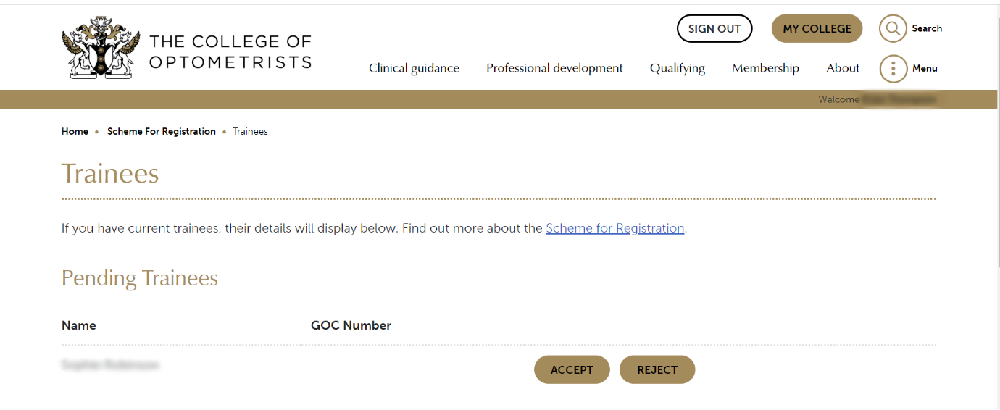 SIGN OUT
MY COLLEGE
Search
THE COLLEGE OF
OPTOMETRISTS
Clinical guidance
Professional development
Qualifying
Membership
About
Menu
Welcome
Home • Scheme For Registration • Trainees
Trainees
If you have current trainees, their details will display below. Find out more about the Scheme for Registration.
Pending Trainees
Name
GOC Number
ACCEPT
REJECT